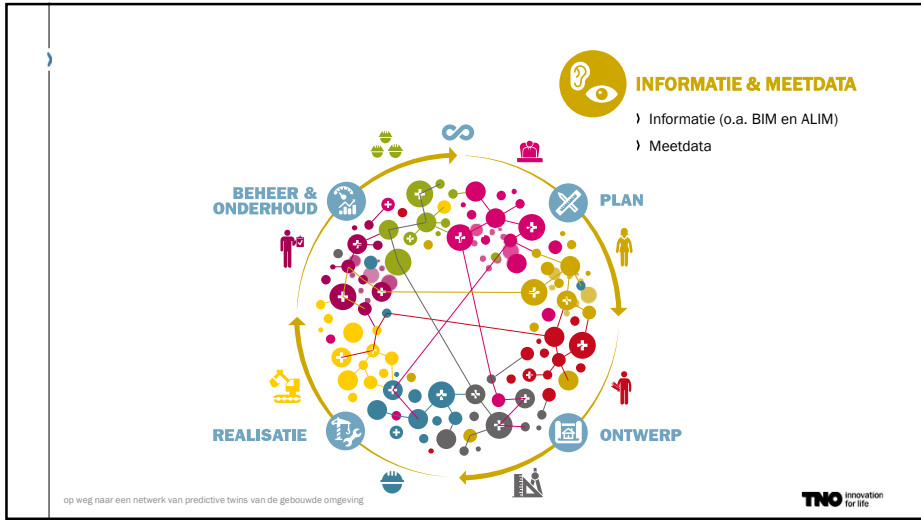 INFORMATIE & MEETDATA
Informatie (o.a. BIM en ALIM)
Meetdata
BEHEER &
ONDERHOUD
PLAN
REALISATIE
ONTWERP
op weg naar een netwerk van predictive twins van de gebouwde omgeving
TNO innovation
for life